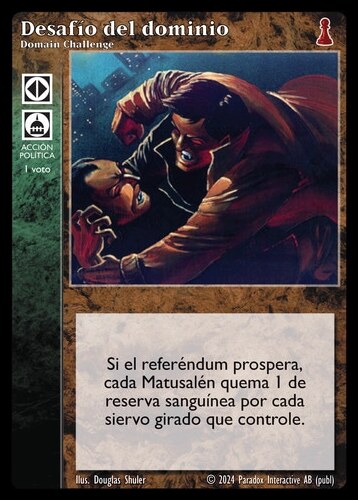 Desafío del dominio
Domain Challenge
ACCIÓN
POLÍTICA
1 voto
Si el referéndum prospera,
cada Matusalén quema 1 de
reserva sanguínea por cada
siervo girado que controle.
Ilus. Douglas Shuler
© 2024 Paradox Interactive AB (publ)